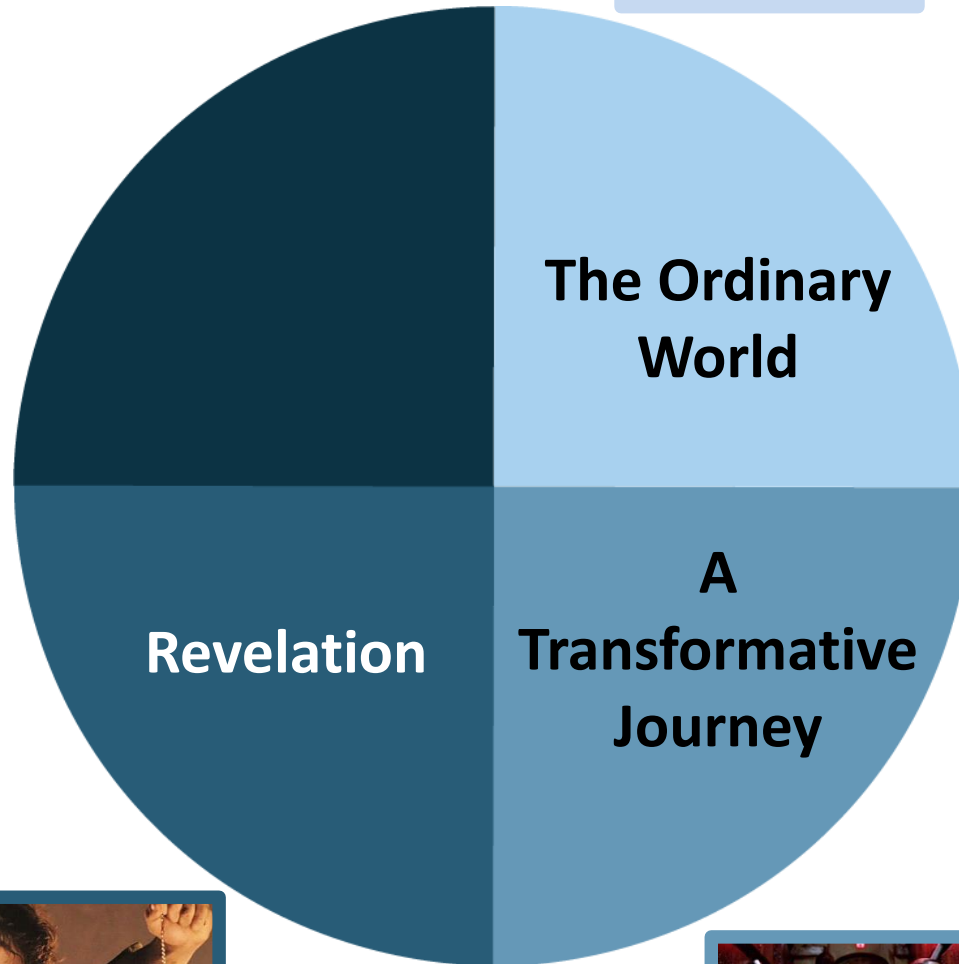 The Ordinary
World
A
Transformative
Journey
Revelation